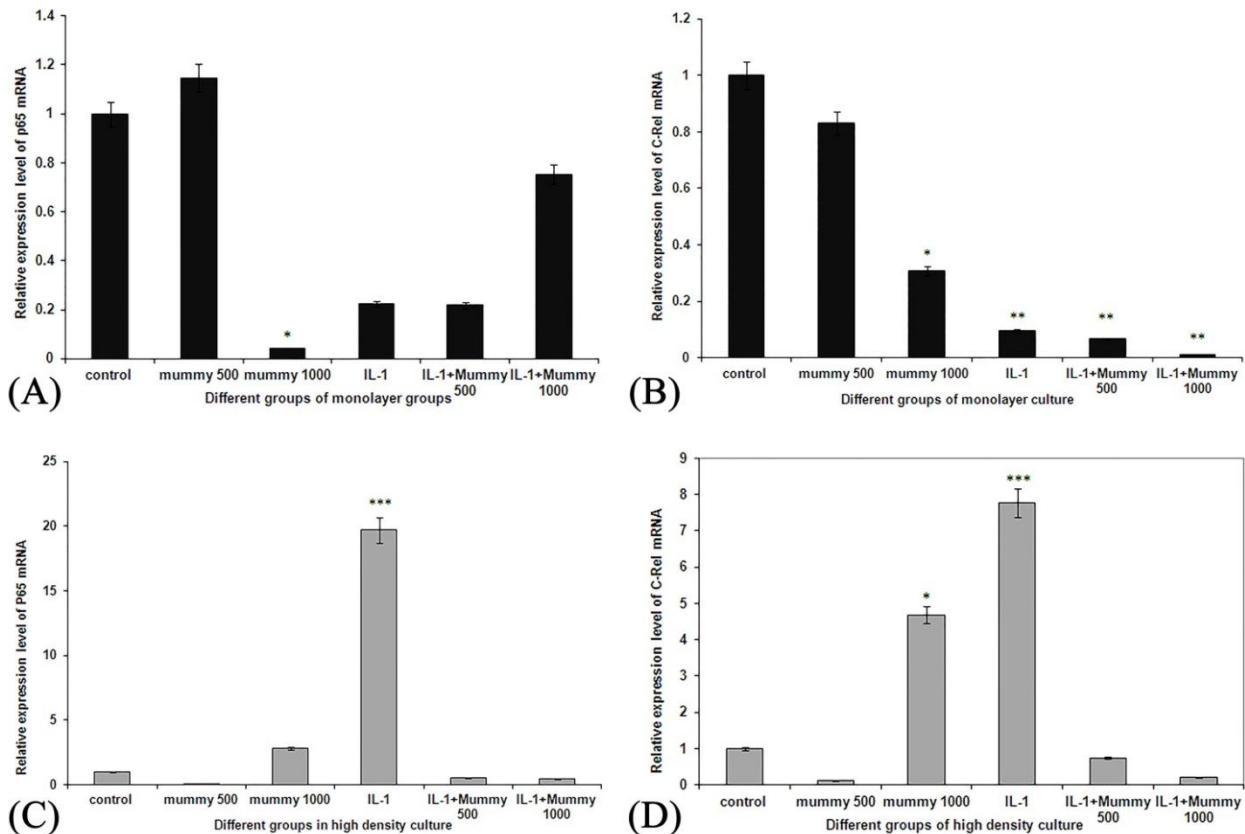 Relative expression level of p65 mRNA
1.4
1.2
1
0.8
0.6
0.4
0.2
0
*
control
mummy 500
mummy 1000
IL-1
IL-1+Mummy
500
IL-1+Mummy
1000
Different groups of monolayer groups
(A)
Relative expression level of C-Rel mRNA
1.2
1
0.8
0.6
0.4
0.2
0
*
**
**
**
control
mummy 500
mummy 1000
IL-1
IL-1+Mummy
500
IL-1+Mummy
1000
Different groups of monolayer culture
(B)
Relative expression level of P65 mRNA
25
20
15
10
5
0
***
control
mummy 500
mummy 1000
IL-1
IL-1+Mummy
500
IL-1+Mummy
1000
Different groups in high density culture
(C)
Relative expression level of C-Rel mRNA
9
8
7
6
5
4
3
2
1
0
*
***
control
mummy 500
mummy 1000
IL-1
IL-1+Mummy
500
IL-1+Mummy
1000
Different groups of high density culture
(D)